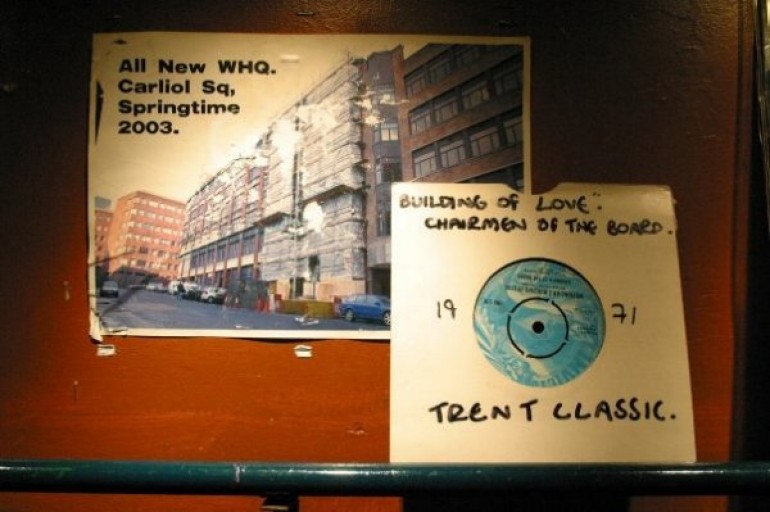 All New WHQ.
Carliol Sq,
Springtime
2003.
BUILDING OF LOVE".
CHAIRMEN OF THE BOARD.
19 71
TRENT CLASSIC.